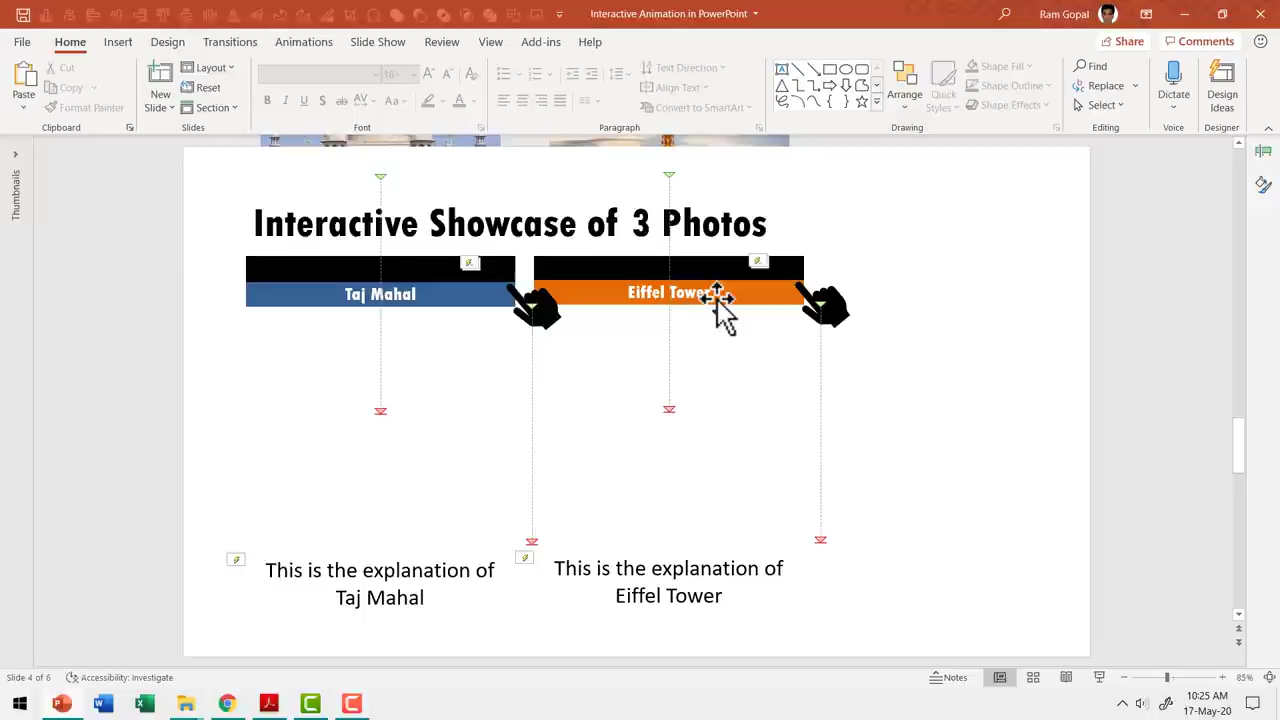 Interactive Animation in PowerPoint
Ram Gopal
File Home Insert Design Transitions Animations Slide Show Review View Add-ins Help
Share Comments
Paste
Cut
Copy
Format Painter
New
Slide
Layout
Reset
Section
18+
Text Direction
Align Text
Convert to SmartArt
Arrange
Quick
Styles
Shape Fill
Shape Outline
Shape Effects
Find
Replace
Select
Dictate
Design
Ideas
Clipboard Slides Font Paragraph Drawing Editing Voice Designer
Thumbnails
Interactive Showcase of 3 Photos
Taj Mahal
Eiffel Tower
This is the explanation of
Taj Mahal
This is the explanation of
Eiffel Tower
Slide 4 of 6 Accessibility: Investigate Notes 85%
10:25 AM
17-May-20